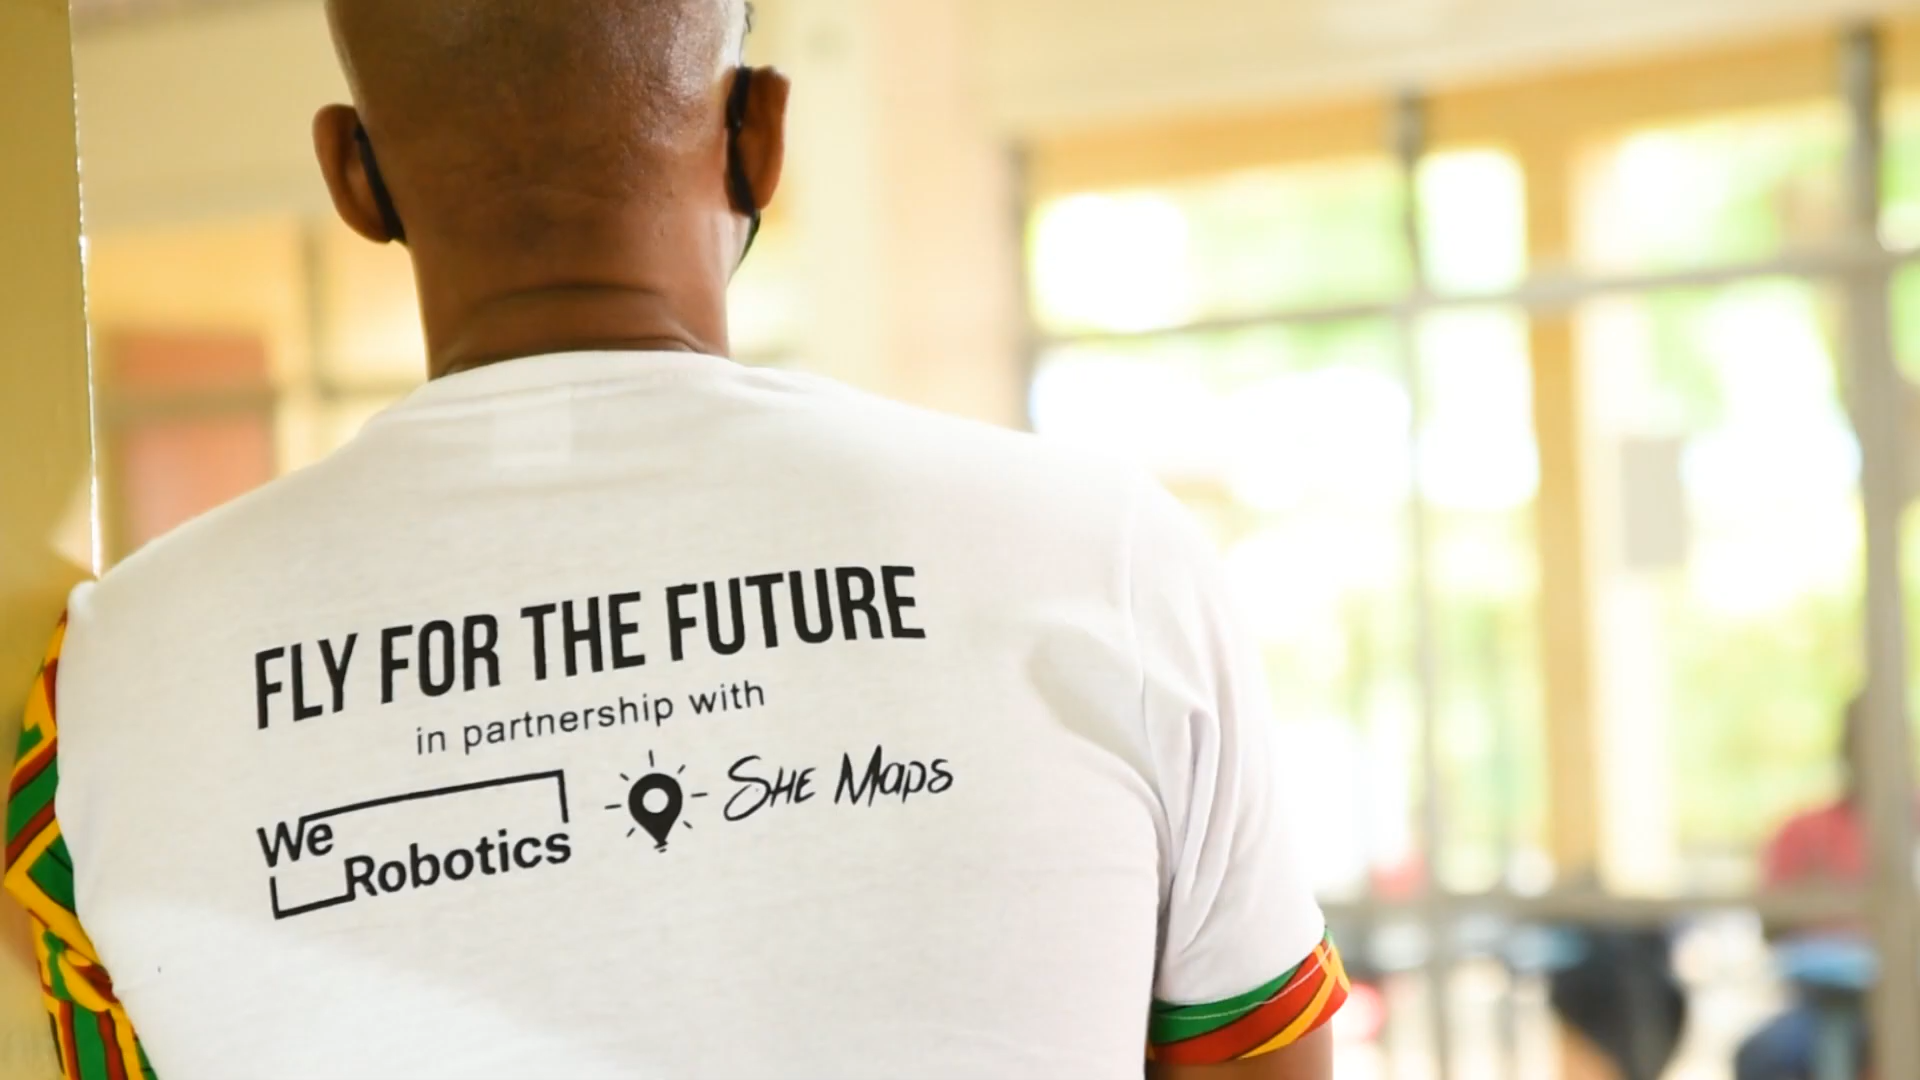 FLY FOR THE FUTURE
in partnership with
We Robotics
SHE MAPS